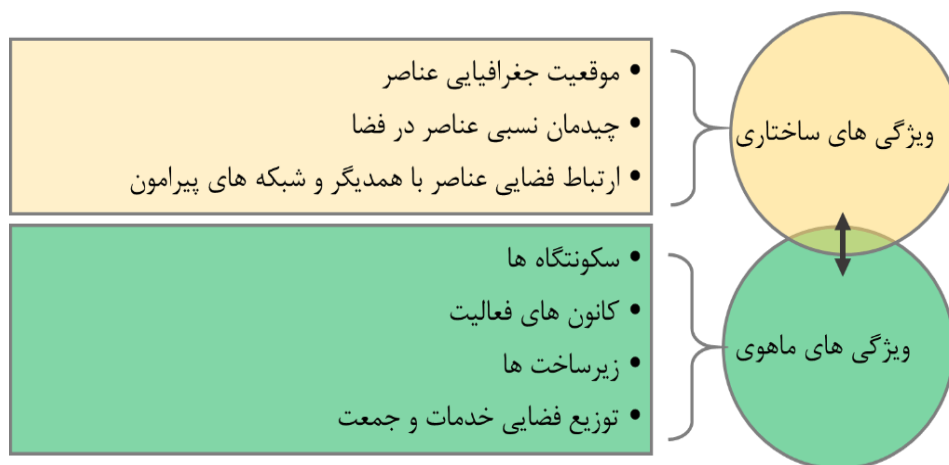 ویژگی های ساختاری
• موقعیت جغرافیایی عناصر
• چیدمان نسبی عناصر در فضا
• ارتباط فضایی عناصر با همدیگر و شبکه های پیرامون
ویژگی های ماهوی
• سکونتگاه ها
• کانون های فعالیت
• زیرساخت ها
• توزیع فضایی خدمات و جمعت